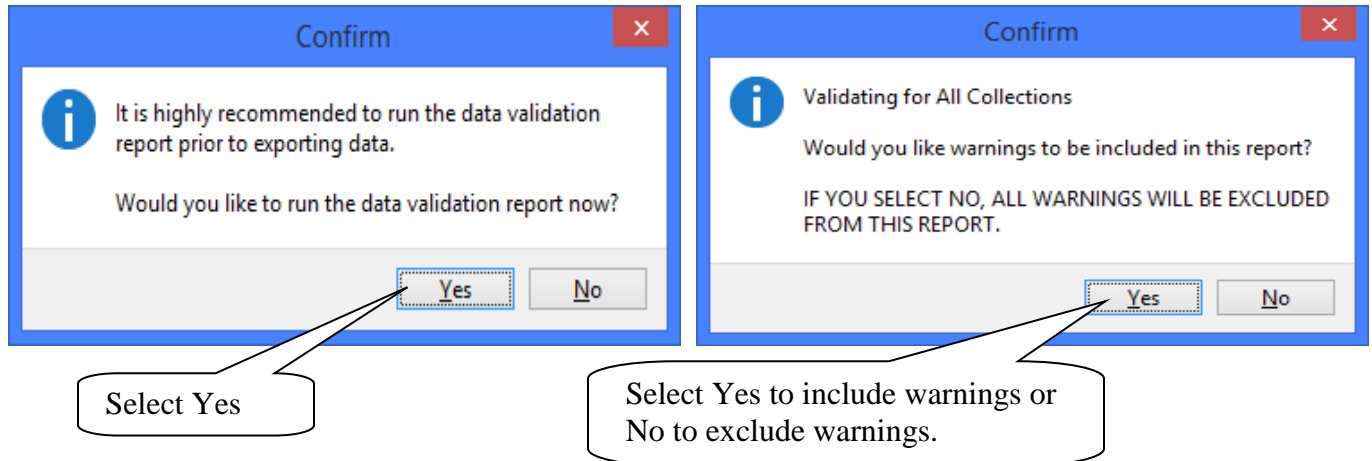 Confirm
It is highly recommended to run the data validation
report prior to exporting data.
Would you like to run the data validation report now?
Yes
No
Select Yes
Confirm
Validating for All Collections
Would you like warnings to be included in this report?
IF YOU SELECT NO, ALL WARNINGS WILL BE EXCLUDED
FROM THIS REPORT.
Yes
No
Select Yes to include warnings or
No to exclude warnings.